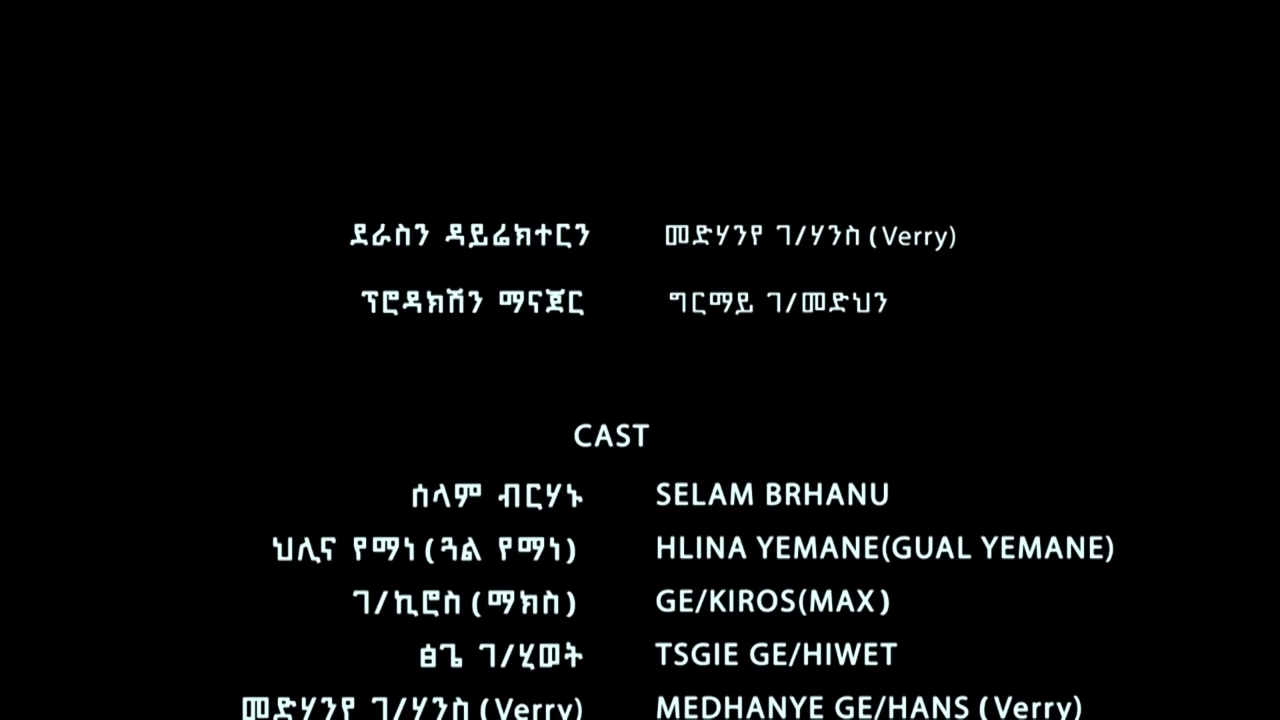 ደራስን ዳይሬክተርን መድሃንየ ገ/ሃንስ (Verry)
ፕሮዳክሽን ማናጀር ግርማይ ገ/መድህን
CAST
ሰላም ብርሃኑ SELAM BRHANU
ህሊና የማነ (ጓል የማነ) HLINA YEMANE(GUAL YEMANE)
ገ/ኪሮስ (ማክስ) GE/KIROS(MAX)
ፅጌ ገ/ሂወት TSGIE GE/HIWET
መድሃንየ ገ/ሃንስ (Verry) MEDHANYE GE/HANS (Verry)